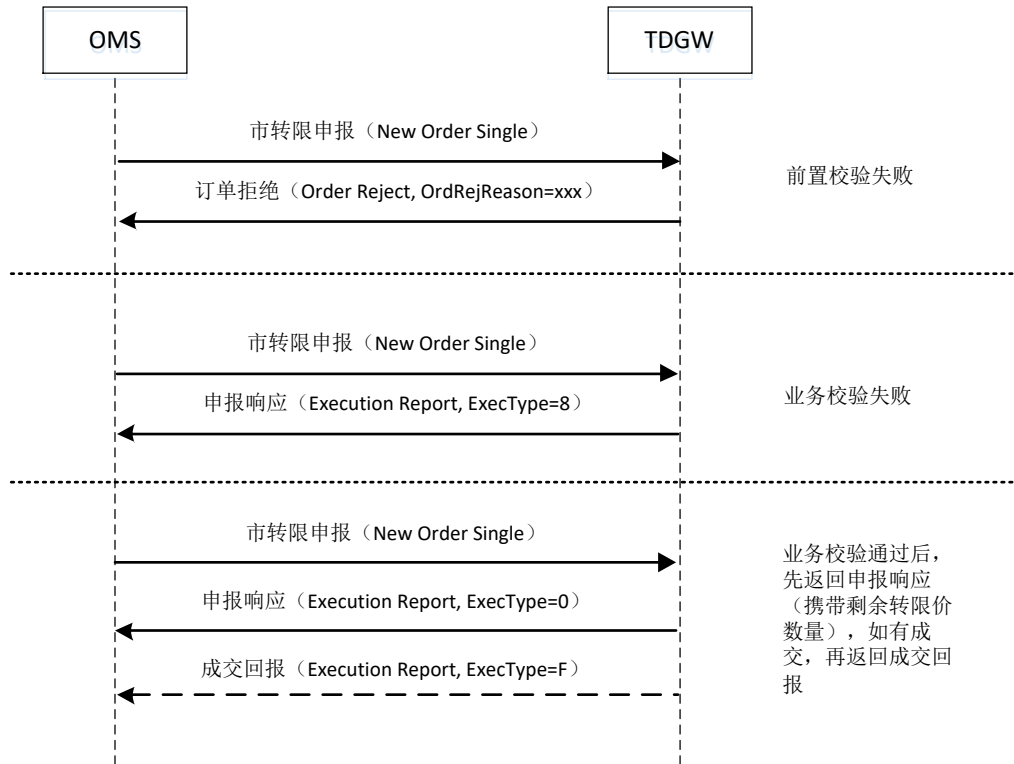 OMS
TDGW
市转限申报（New Order Single）
订单拒绝（Order Reject, OrdRejReason=xxx）
前置校验失败
市转限申报（New Order Single）
申报响应（Execution Report, ExecType=8）
业务校验失败
市转限申报（New Order Single）
申报响应（Execution Report, ExecType=0）
成交回报（Execution Report, ExecType=F）
业务校验通过后，
先返回申报响应
（携带剩余转限价
数量），如有成
交，再返回成交回
报